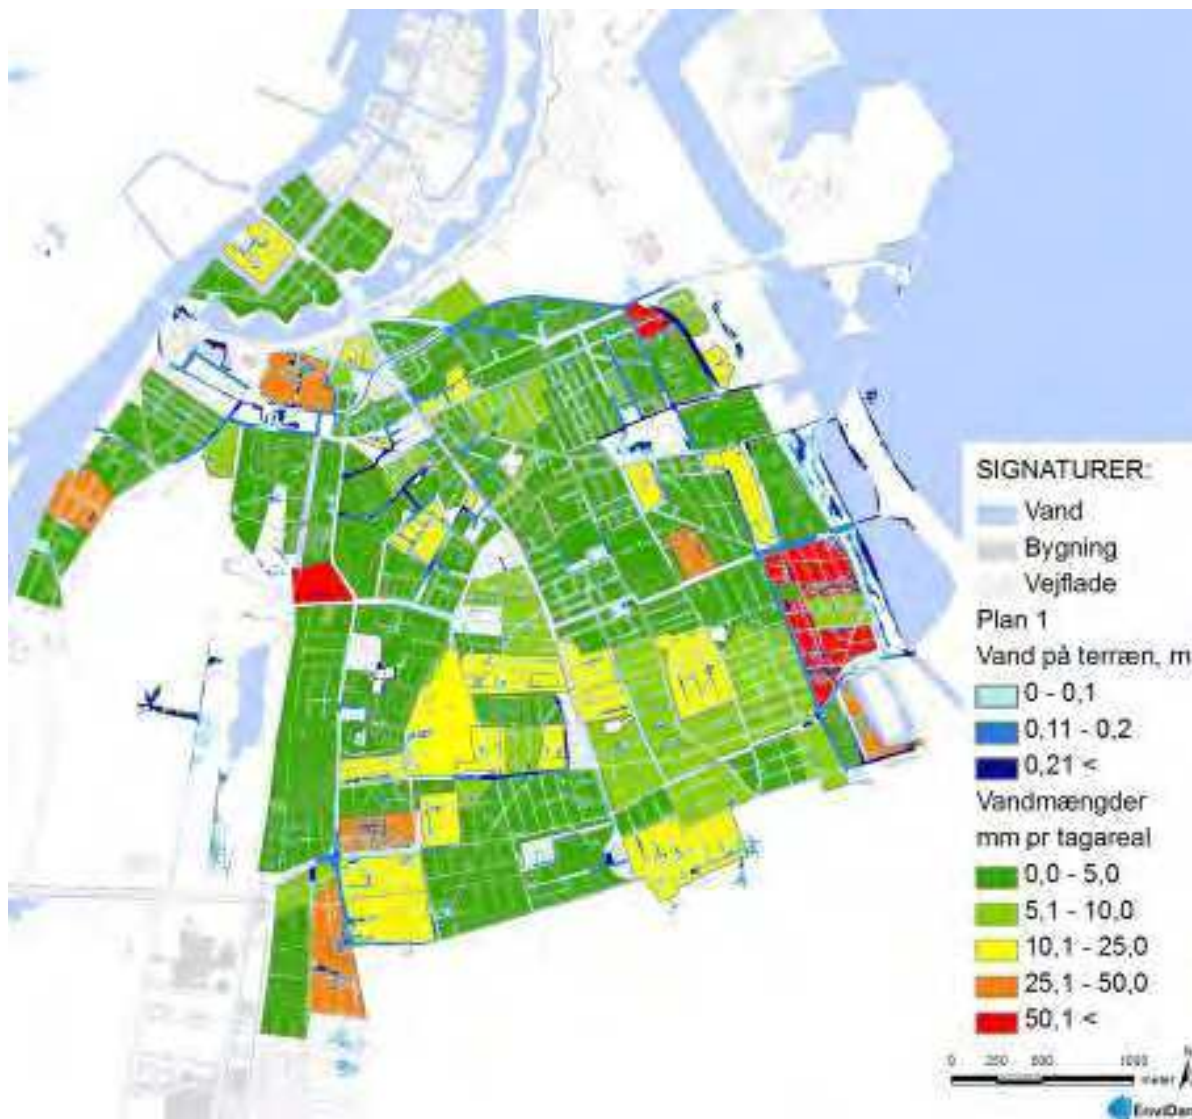 SIGNATURER:
Vand
Bygning
Vejflade
Plan 1
Vand på terræn, m
0 - 0,1
0.11 - 0.2
0,21 <
Vandmængder
mm pr tagareal
0,0 - 5,0
5,1 - 10,0
10,1 - 25,0
25,1 - 50,0
50,1 <
0 250 500 1000
meter
N
EnviDan